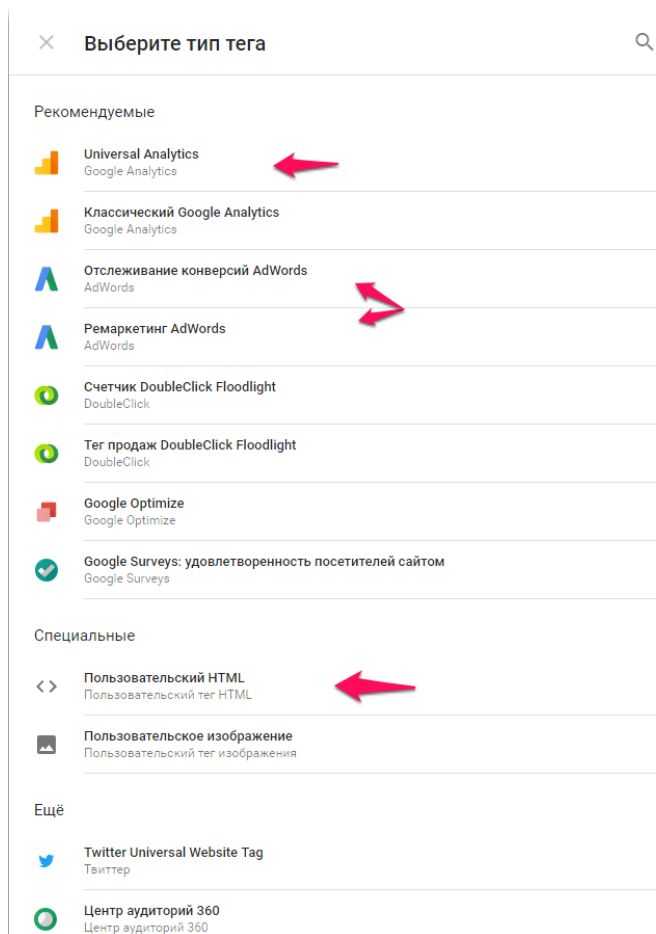 Выберите тип тега
Рекомендуемые
Universal Analytics
Google Analytics
Классический Google Analytics
Google Analytics
Отслеживание конверсий AdWords
AdWords
Ремаркетинг AdWords
AdWords
Счетчик DoubleClick Floodlight
DoubleClick
Тег продаж DoubleClick Floodlight
DoubleClick
Google Optimize
Google Optimize
Google Surveys: удовлетворенность посетителей сайтом
Google Surveys
Специальные
Пользовательский HTML
Пользовательский тег HTML
Пользовательское изображение
Пользовательский тег изображения
Ещё
Twitter Universal Website Tag
Твиттер
Центр аудиторий 360
Центр аудиторий 360